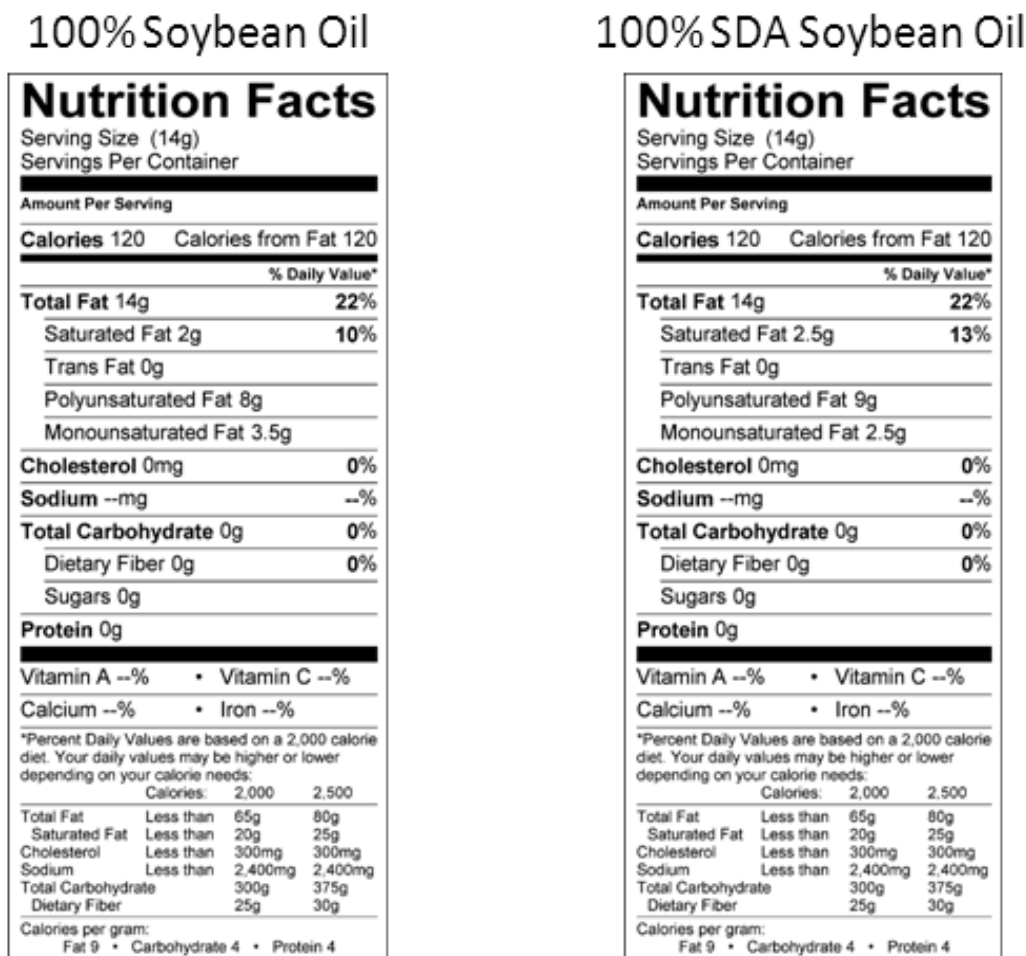 100% Soybean Oil
Nutrition Facts
Serving Size (14g)
Servings Per Container
Amount Per Serving
Calories 120 Calories from Fat 120
% Daily Value*
Total Fat 14g 22%
Saturated Fat 2g 10%
Trans Fat 0g
Polyunsaturated Fat 8g
Monounsaturated Fat 3.5g
Cholesterol 0mg 0%
Sodium --mg --%
Total Carbohydrate 0g 0%
Dietary Fiber 0g 0%
Sugars 0g
Protein 0g
Vitamin A --% • Vitamin C --%
Calcium --% • Iron --%
*Percent Daily Values are based on a 2,000 calorie
diet. Your daily values may be higher or lower
depending on your calorie needs:
Calories: 2,000 2,500
Total Fat Less than 65g 80g
Saturated Fat Less than 20g 25g
Cholesterol Less than 300mg 300mg
Sodium Less than 2,400mg 2,400mg
Total Carbohydrate 300g 375g
Dietary Fiber 25g 30g
Calories per gram:
Fat 9 • Carbohydrate 4 • Protein 4
100% SDA Soybean Oil
Nutrition Facts
Serving Size (14g)
Servings Per Container
Amount Per Serving
Calories 120 Calories from Fat 120
% Daily Value*
Total Fat 14g 22%
Saturated Fat 2.5g 13%
Trans Fat 0g
Polyunsaturated Fat 9g
Monounsaturated Fat 2.5g
Cholesterol 0mg 0%
Sodium --mg --%
Total Carbohydrate 0g 0%
Dietary Fiber 0g 0%
Sugars 0g
Protein 0g
Vitamin A --% • Vitamin C --%
Calcium --% • Iron --%
*Percent Daily Values are based on a 2,000 calorie
diet. Your daily values may be higher or lower
depending on your calorie needs:
Calories: 2,000 2,500
Total Fat Less than 65g 80g
Saturated Fat Less than 20g 25g
Cholesterol Less than 300mg 300mg
Sodium Less than 2,400mg 2,400mg
Total Carbohydrate 300g 375g
Dietary Fiber 25g 30g
Calories per gram:
Fat 9 • Carbohydrate 4 • Protein 4